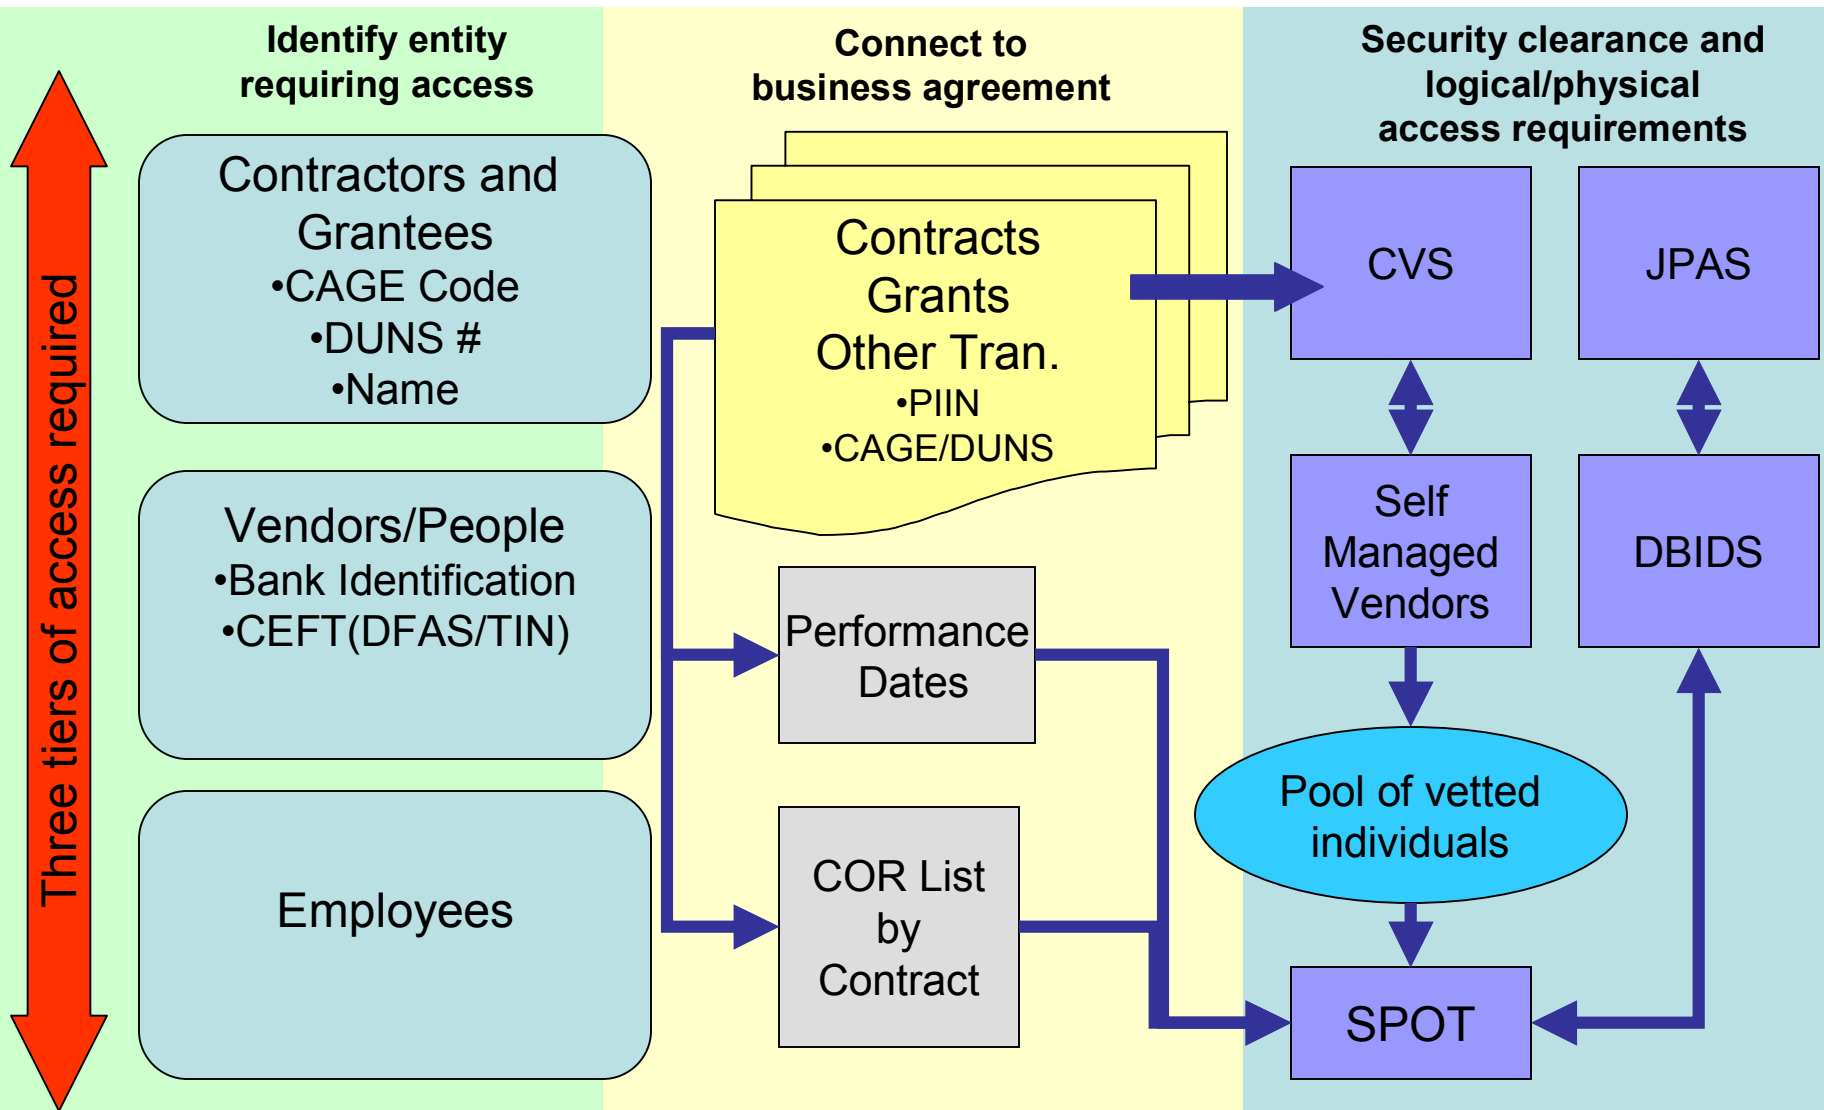 Three tiers of access required
Identify entity
requiring access
Contractors and
Grantees
•CAGE Code
•DUNS #
•Name
Vendors/People
•Bank Identification
•CEFT(DFAS/TIN)
Employees
Connect to
business agreement
Contracts
Grants
Other Tran.
•PIIN
•CAGE/DUNS
Performance
Dates
COR List
by
Contract
Security clearance and
logical/physical
access requirements
CVS
JPAS
Self
Managed
Vendors
DBIDS
Pool of vetted
individuals
SPOT